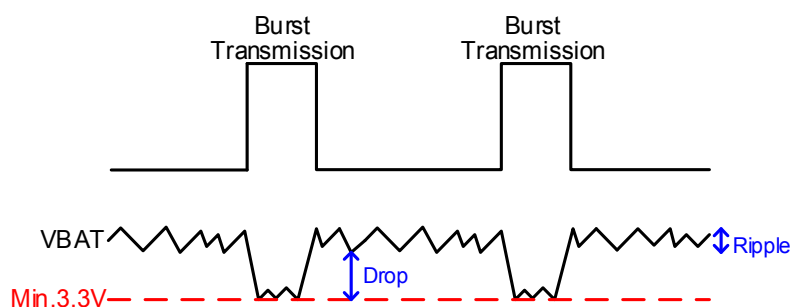 Burst
Transmission
Burst
Transmission
VBAT
Ripple
Drop
Min.3.3V